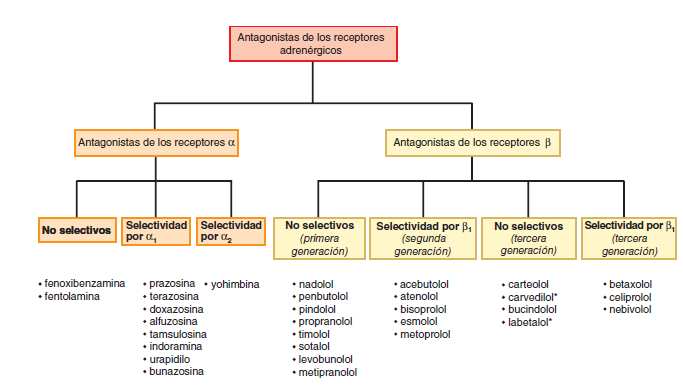 Antagonistas de los receptores
adrenérgicos
Antagonistas de los receptores α
Antagonistas de los receptores β
No selectivos
Selectividad
por α₁
Selectividad
por α₂
No selectivos
(primera
generación)
Selectividad por β₁
(segunda
generación)
No selectivos
(tercera
generación)
Selectividad por β₁
(tercera
generación)
• fenoxibenzamina
• fentolamina
• prazosina
• terazosina
• doxazosina
• alfuzosina
• tamsulosina
• indoramina
• urapidilo
• bunazosina
• yohimbina
• nadolol
• penbutolol
• pindolol
• propranolol
• timolol
• sotalol
• levobunolol
• metipranolol
• acebutolol
• atenolol
• bisoprolol
• esmolol
• metoprolol
• carteolol
• carvedilol*
• bucindolol
• labetalol*
• betaxolol
• celiprolol
• nebivolol